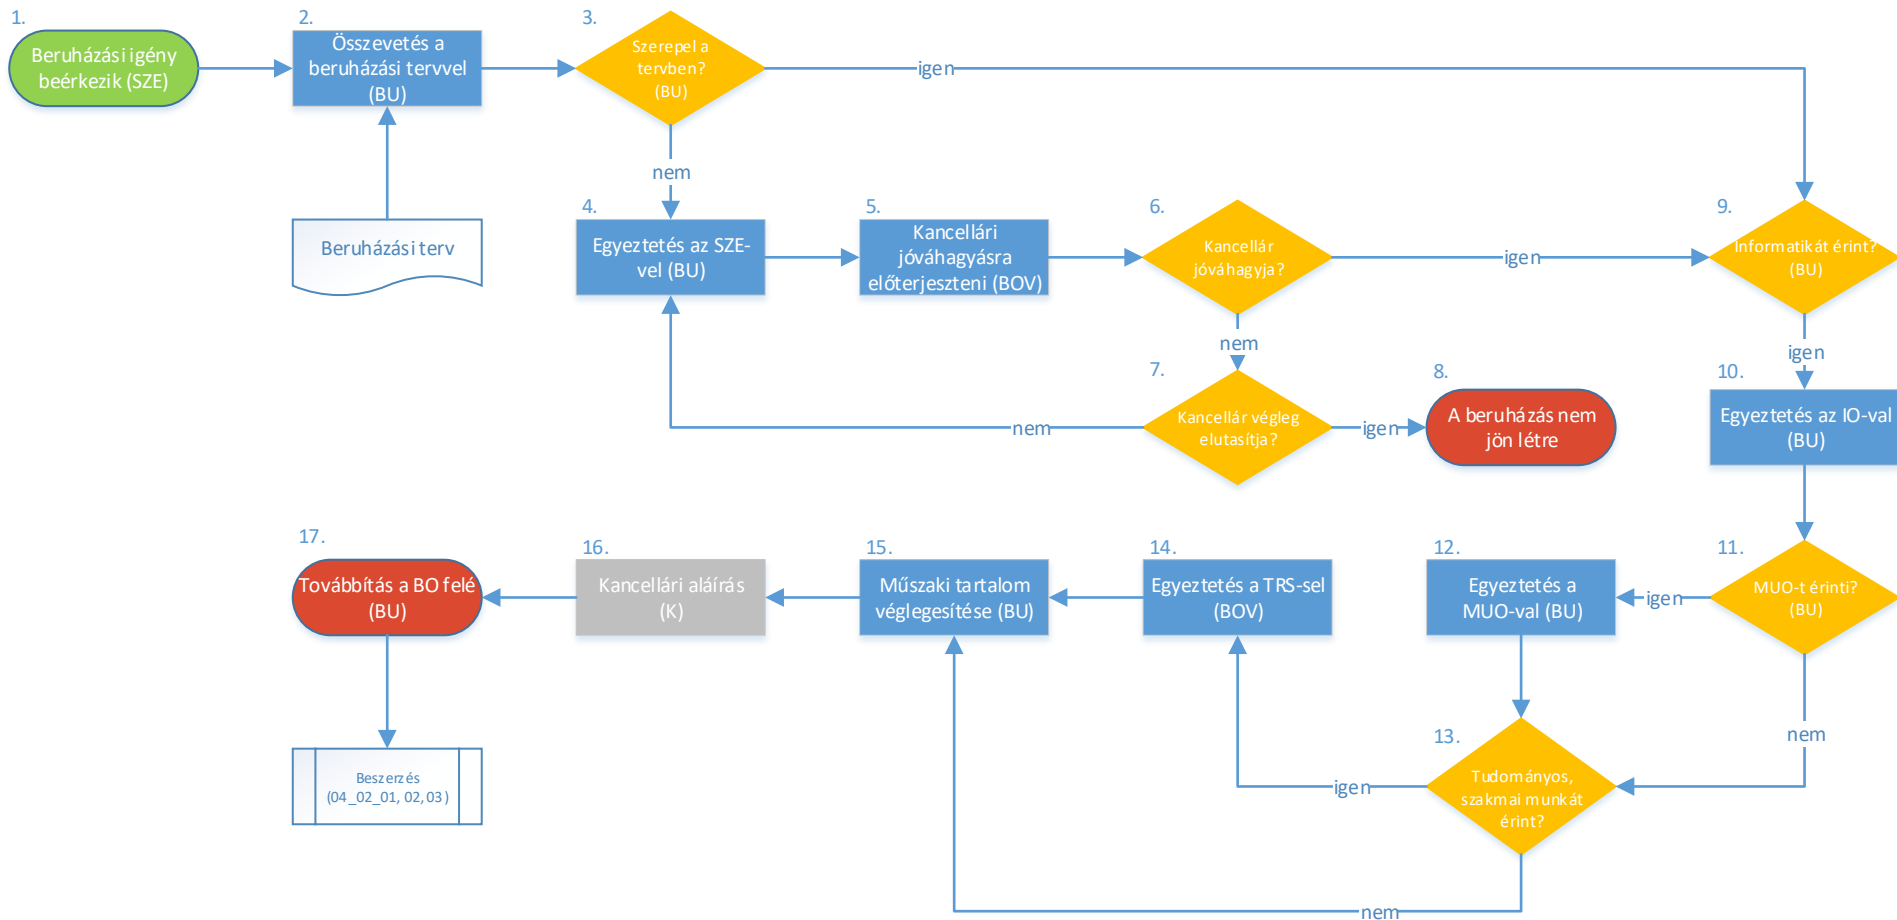 1.
Beruházási igény
beérkezik (SZE)
2.
Összevetés a
beruházási tervvel
(BU)
3.
Szerepel a
tervben?
(BU)
igen
nem
Beruházási terv
4.
Egyeztetés az SZE-
vel (BU)
5.
Kancellári
jóváhagyásra
előterjeszteni (BOV)
6.
Kancellár
jóváhagyja?
igen
nem
9.
Informatikát érint?
(BU)
igen
7.
Kancellár végleg
elutasítja?
nem
igen
8.
A beruházás nem
jön létre
10.
Egyeztetés az IO-val
(BU)
11.
MUO-t érinti?
(BU)
igen
nem
12.
Egyeztetés a
MUO-val (BU)
13.
Tudományos,
szakmai munkát
érint?
igen
nem
14.
Egyeztetés a TRS-sel
(BOV)
15.
Műszaki tartalom
véglegesítése (BU)
16.
Kancellári aláírás
(K)
17.
Továbbítás a BO felé
(BU)
Beszerzés
(04_02_01, 02, 03)